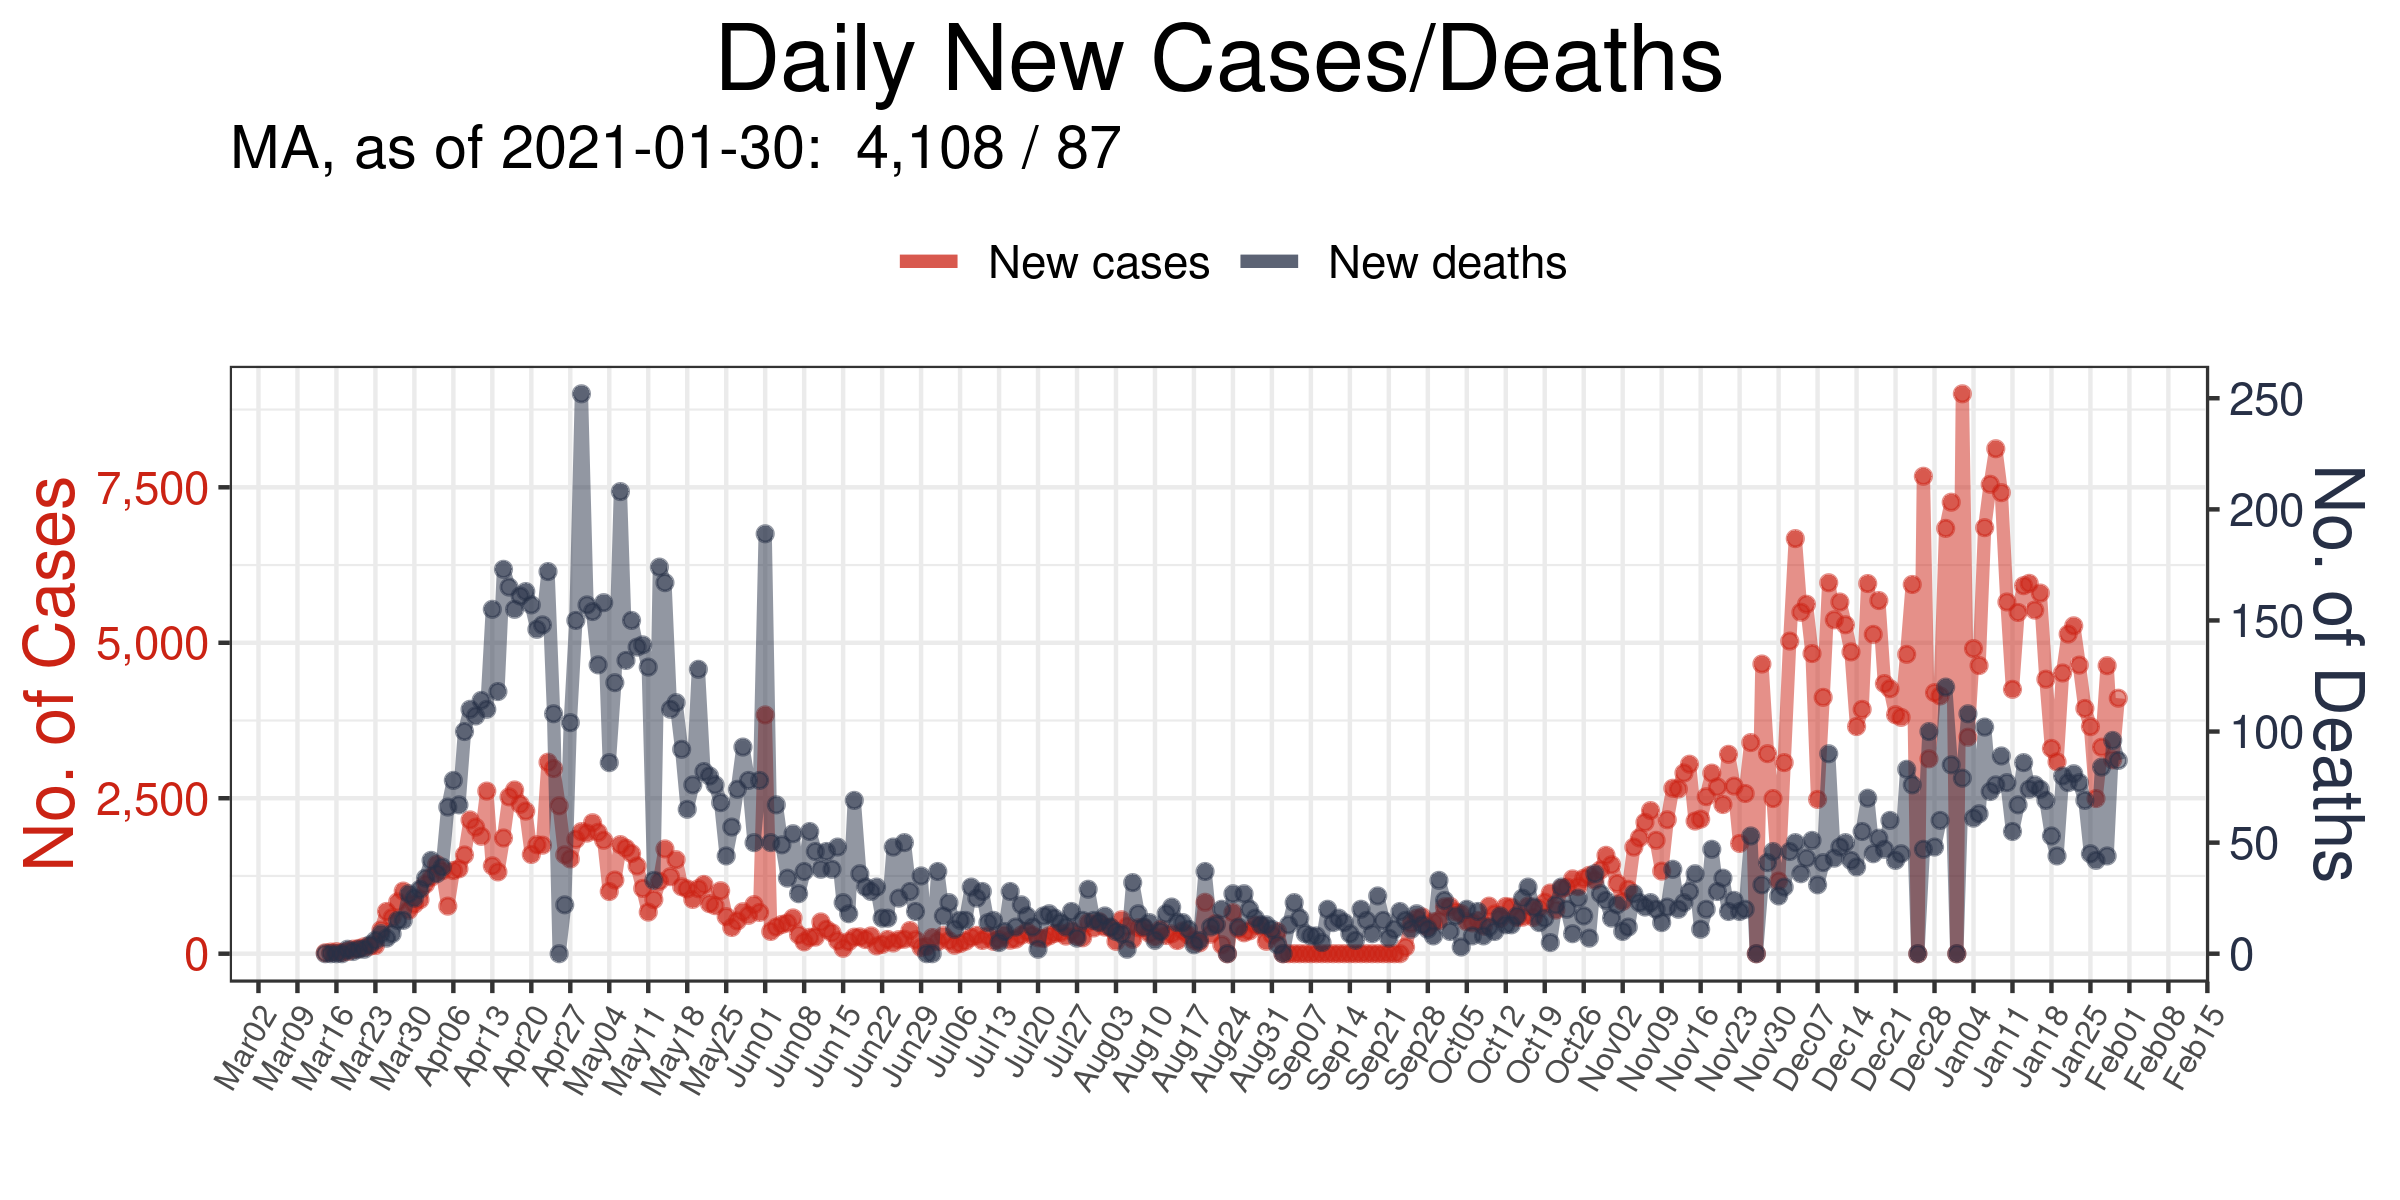 Daily New Cases/Deaths
MA, as of 2021-01-30:  4,108 / 87
New cases
New deaths
No. of Cases
7,500
5,000
2,500
0
250
200
150
100
50
0
No. of Deaths
Mar02
Mar09
Mar16
Mar23
Mar30
Apr06
Apr13
Apr20
Apr27
May04
May11
May18
May25
Jun01
Jun08
Jun15
Jun22
Jun29
Jul06
Jul13
Jul20
Jul27
Aug03
Aug10
Aug17
Aug24
Aug31
Sep07
Sep14
Sep21
Sep28
Oct05
Oct12
Oct19
Oct26
Nov02
Nov09
Nov16
Nov23
Nov30
Dec07
Dec14
Dec21
Dec28
Dec04
Jan11
Jan18
Jan25
Feb01
Feb08
Feb15